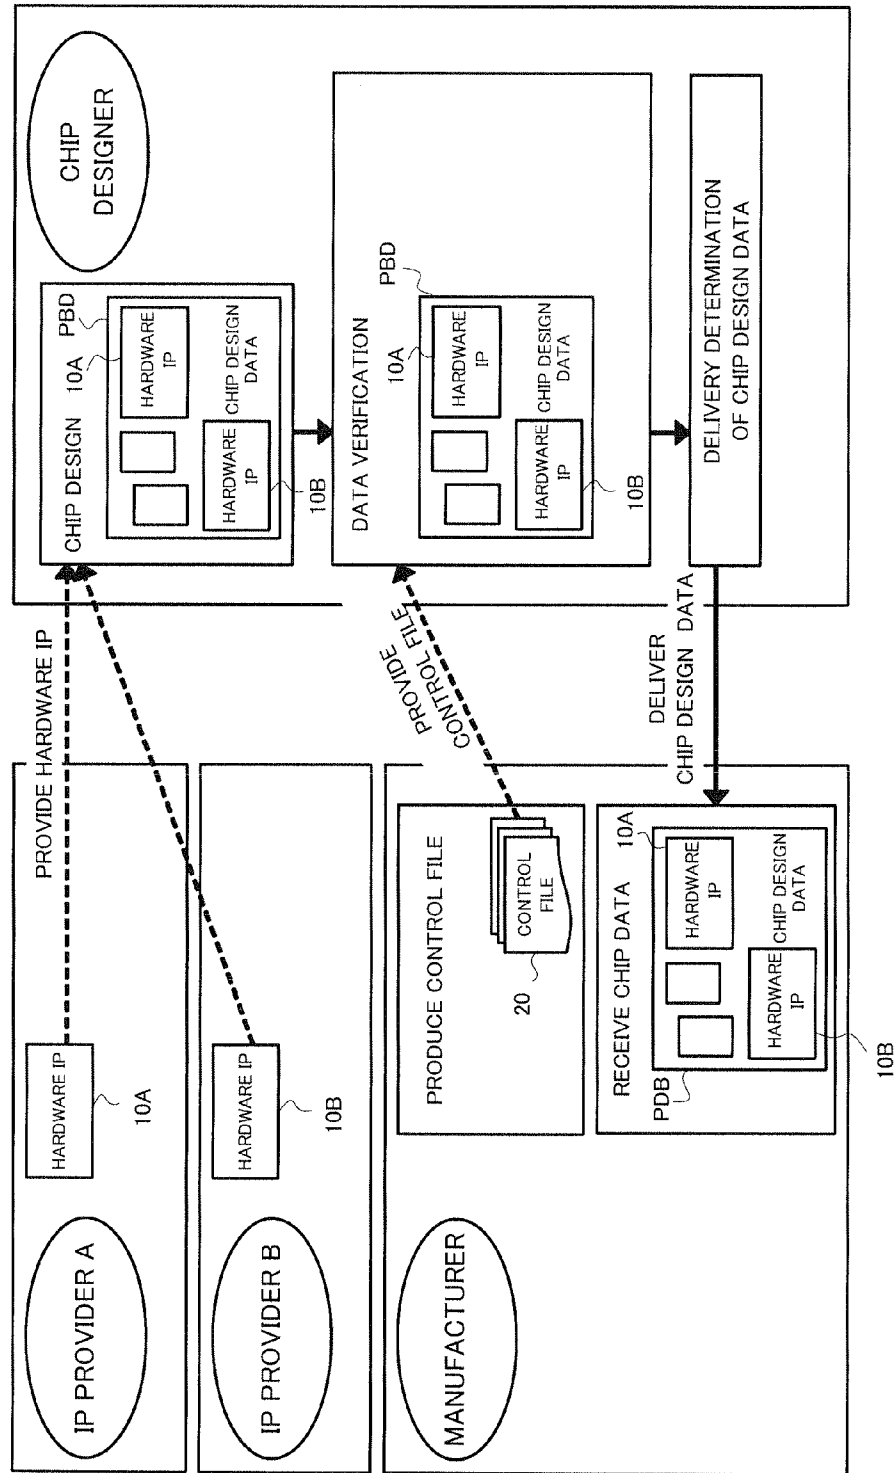 IP PROVIDER A
HARDWARE IP
10A
PROVIDE HARDWARE IP
IP PROVIDER B
HARDWARE IP
10B
MANUFACTURER
PRODUCE CONTROL FILE
CONTROL
FILE
20
PROVIDE
CONTROL FILE
RECEIVE CHIP DATA
PDB
10A
HARDWARE
IP
HARDWARE
IP
CHIP DESIGN
DATA
10B
DELIVER
CHIP DESIGN DATA
CHIP
DESIGNER
CHIP DESIGN
10A
PBD
HARDWARE
IP
HARDWARE
IP
CHIP DESIGN
DATA
10B
DATA VERIFICATION
10A
PBD
HARDWARE
IP
HARDWARE
IP
CHIP DESIGN
DATA
10B
DELIVERY DETERMINATION
OF CHIP DESIGN DATA